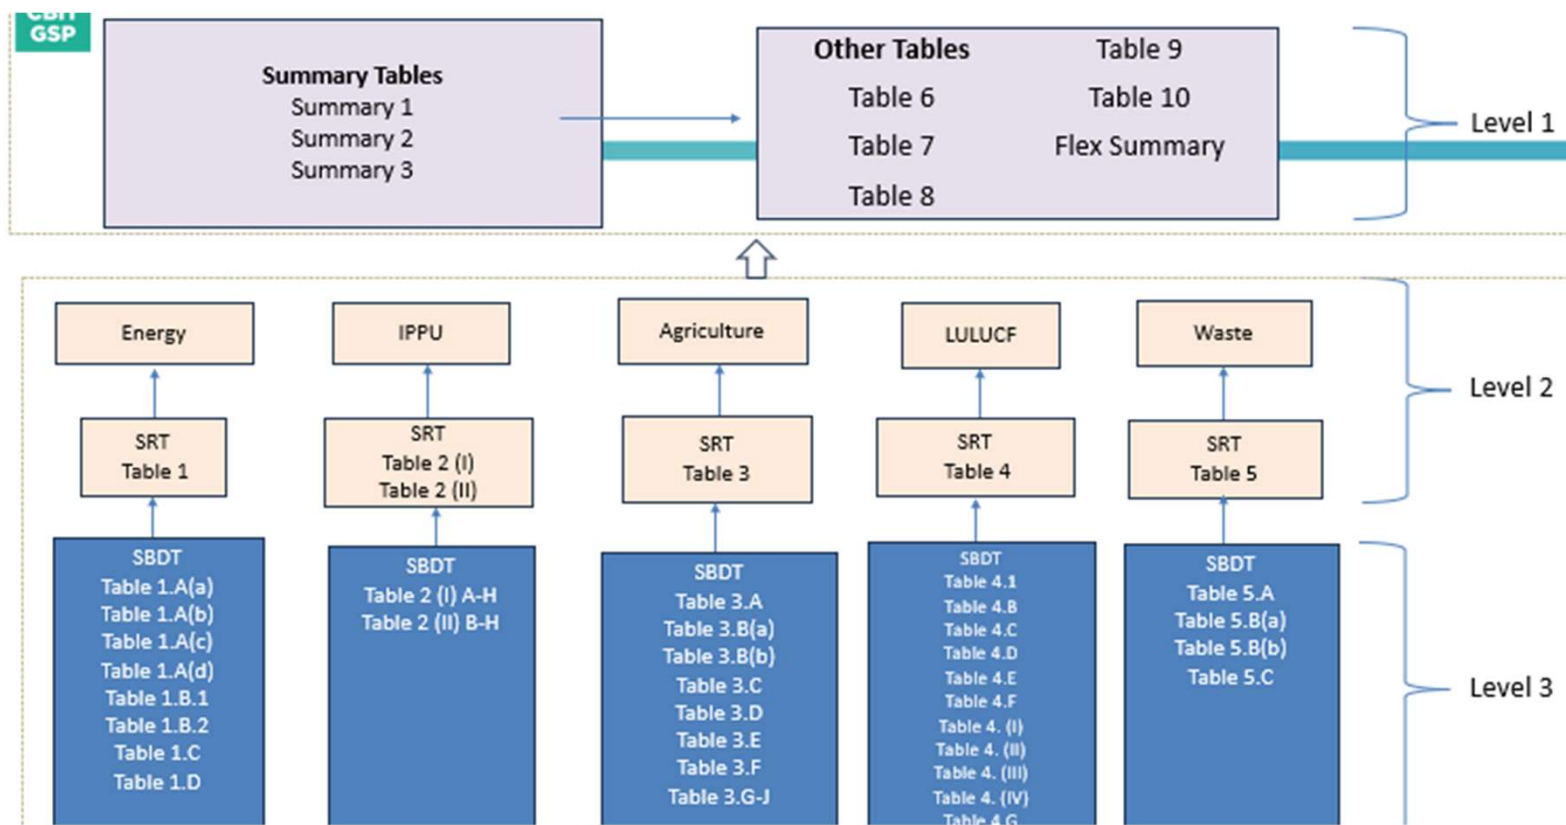 CBIT
GSP
Summary Tables
Summary 1
Summary 2
Summary 3
Other Tables
Table 6
Table 7
Table 8
Table 9
Table 10
Flex Summary
Level 1
Energy
IPPU
Agriculture
LULUCF
Waste
Level 2
SRT
Table 1
SRT
Table 2 (I)
Table 2 (II)
SRT
Table 3
SRT
Table 4
SRT
Table 5
SBDT
Table 1.A(a)
Table 1.A(b)
Table 1.A(c)
Table 1.A(d)
Table 1.B.1
Table 1.B.2
Table 1.C
Table 1.D
SBDT
Table 2 (I) A-H
Table 2 (II) B-H
SBDT
Table 3.A
Table 3.B(a)
Table 3.B(b)
Table 3.C
Table 3.D
Table 3.E
Table 3.F
Table 3.G-J
SBDT
Table 4.1
Table 4.B
Table 4.C
Table 4.D
Table 4.E
Table 4.F
Table 4. (I)
Table 4. (II)
Table 4. (III)
Table 4. (IV)
Table 4.G
SBDT
Table 5.A
Table 5.B(a)
Table 5.B(b)
Table 5.C
Level 3